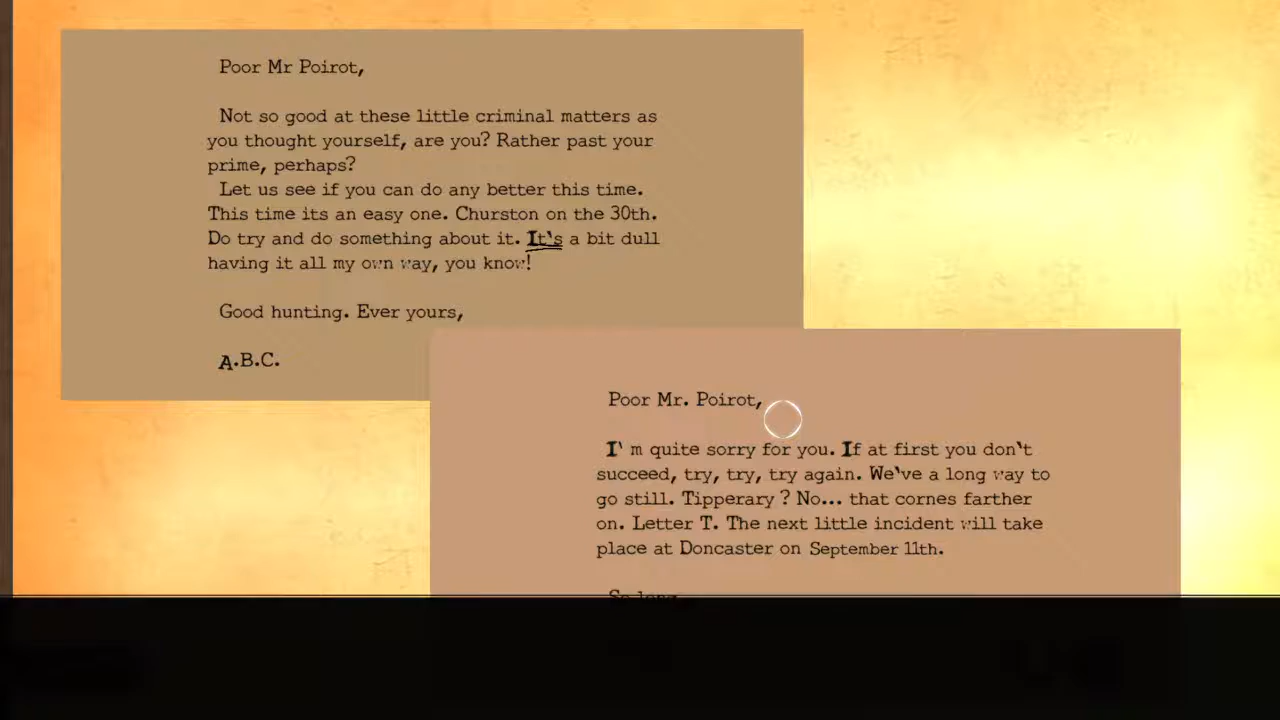 Poor Mr Poirot,
Not so good at these little criminal matters as
you thought yourself, are you? Rather past your
prime, perhaps?
Let us see if you can do any better this time.
This time its an easy one. Churston on the 30th.
Do try and do something about it. It's a bit dull
having it all my own way, you know!
Good hunting. Ever yours,
A.B.C.
Poor Mr. Poirot,
I' m quite sorry for you. If at first you don't
succeed, try, try, try again. We've a long way to
go still. Tipperary ? No... that cornes farther
on. Letter T. The next little incident will take
place at Doncaster on September 11th.
So long,